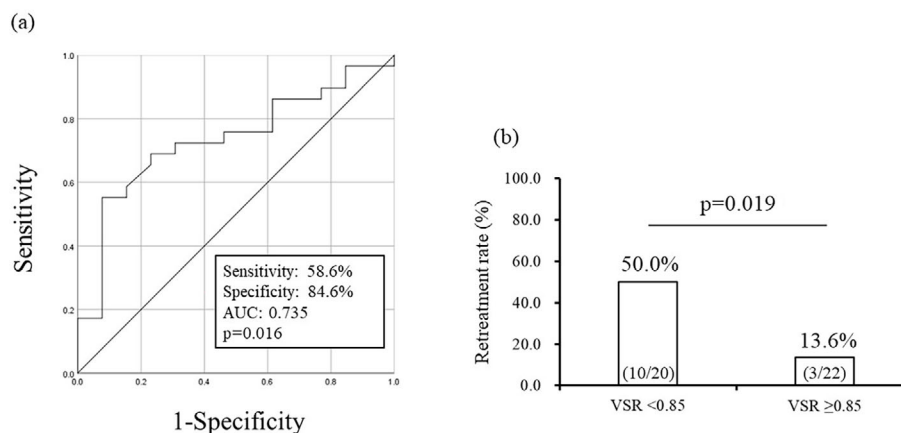 (a)
1.0
0.8
0.6
0.4
0.2
0.0
0.0
0.2
0.4
0.6
0.8
1.0
Sensitivity
1-Specificity
Sensitivity: 58.6%
Specificity: 84.6%
AUC: 0.735
p=0.016
(b)
Retreatment rate (%)
100.0
80.0
60.0
40.0
20.0
0.0
p=0.019
50.0%
13.6%
(10/20)
(3/22)
VSR <0.85
VSR ≥0.85